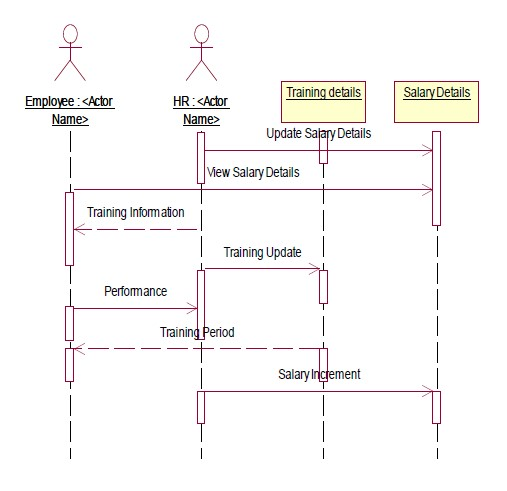 Employee : <Actor
Name>
HR : <Actor
Name>
Training details
Salary Details
Update Salary Details
View Salary Details
Training Information
Training Update
Performance
Training Period
Salary Increment